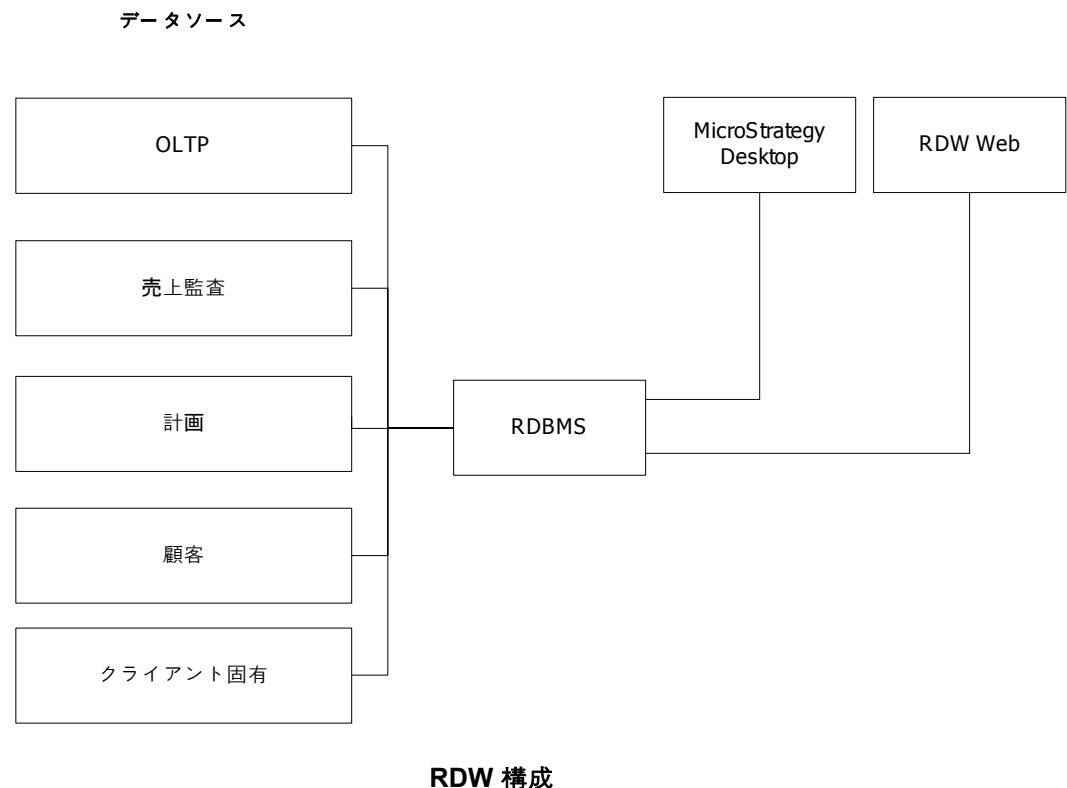 データソース
OLTP
売上監査
計画
顧客
クライアント固有
RDBMS
MicroStrategy
Desktop
RDW Web
RDW 構成